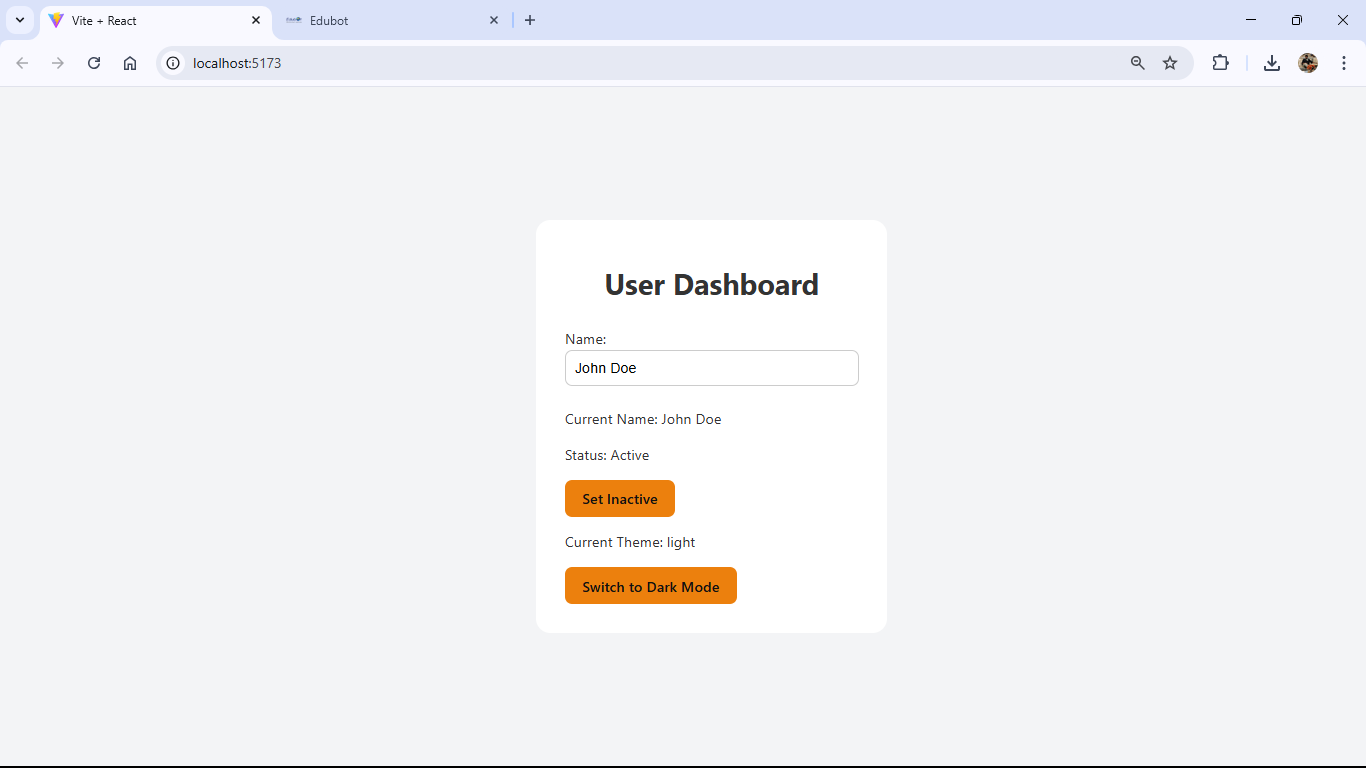 Vite + React
Edubot
localhost:5173
User Dashboard
Name:
John Doe
Current Name: John Doe
Status: Active
Set Inactive
Current Theme: light
Switch to Dark Mode